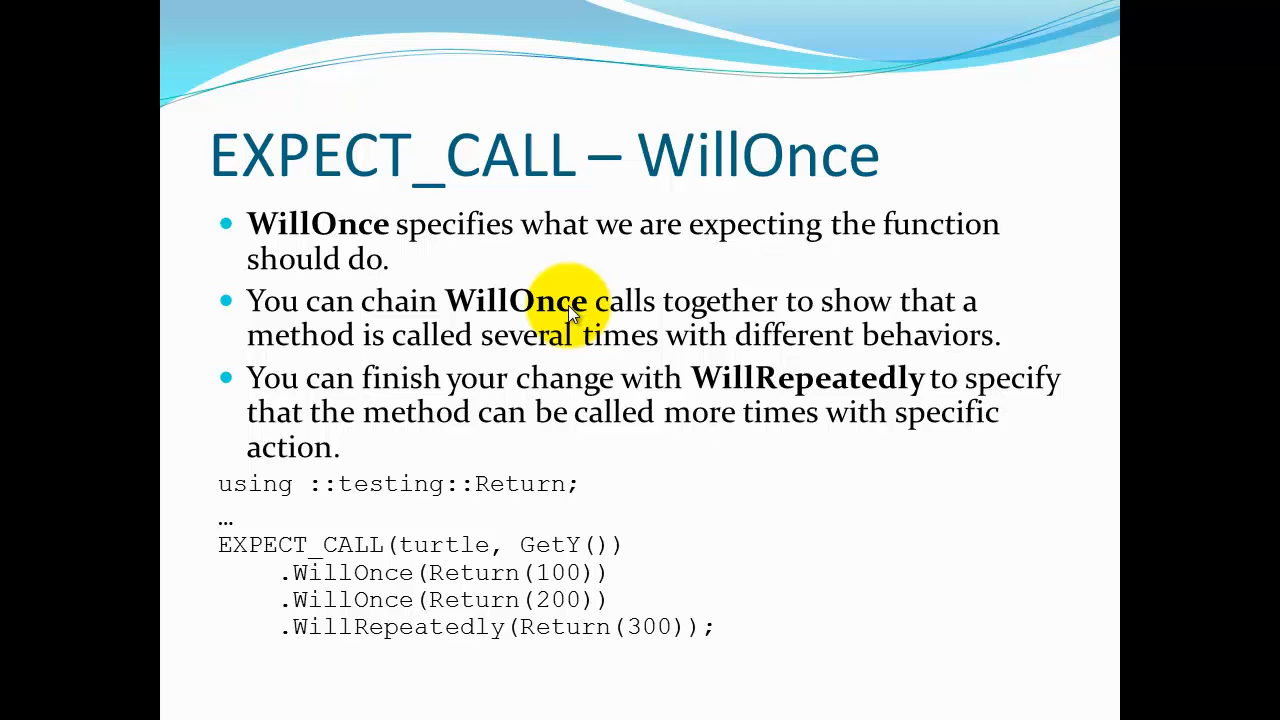 EXPECT_CALL – WillOnce
WillOnce specifies what we are expecting the function
should do.
You can chain WillOnce calls together to show that a
method is called several times with different behaviors.
You can finish your change with WillRepeatedly to specify
that the method can be called more times with specific
action.
using ::testing::Return;
…
EXPECT_CALL(turtle, GetY())
.WillOnce(Return(100))
.WillOnce(Return(200))
.WillRepeatedly(Return(300));